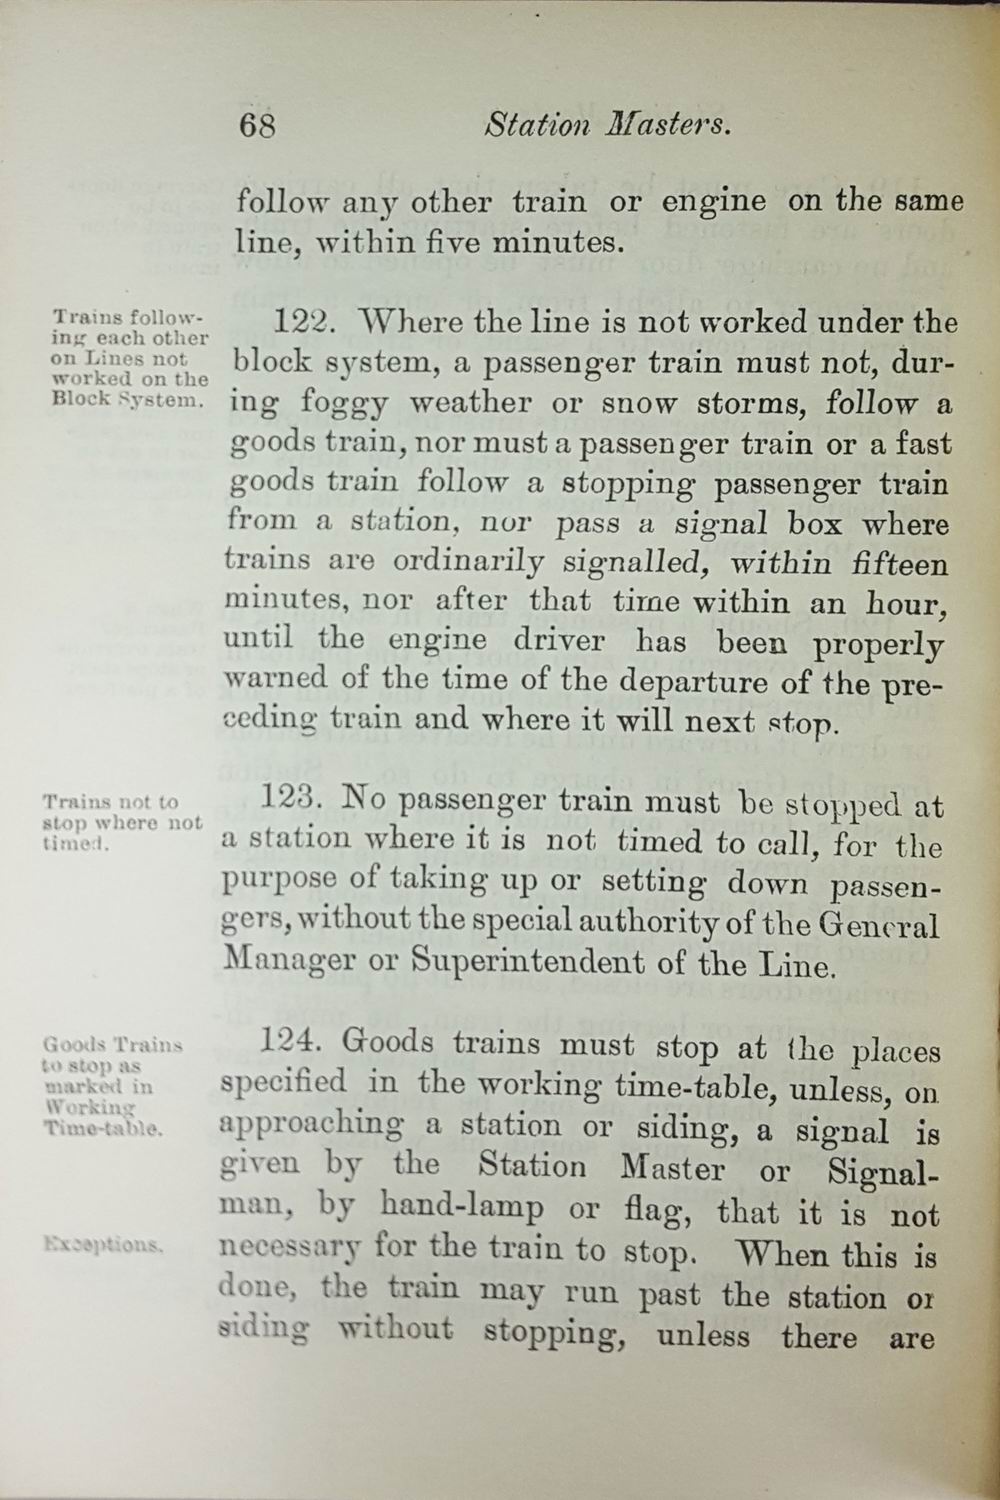 68
Station Masters.
follow any other train or engine on the same
line, within five minutes.
Trains follow-
ing each other
on Lines not
worked on the
Block System.
122. Where the line is not worked under the
block system, a passenger train must not, dur-
ing foggy weather or snow storms, follow a
goods train, nor must a passenger train or a fast
goods train follow a stopping passenger train
from a station, nor pass a signal box where
trains are ordinarily signalled, within fifteen
minutes, nor after that time within an hour,
until the engine driver has been properly
warned of the time of the departure of the pre-
ceding train and where it will next stop.
Trains not to
stop where not
timed.
123. No passenger train must be stopped at
a station where it is not timed to call, for the
purpose of taking up or setting down passen-
gers, without the special authority of the General
Manager or Superintendent of the Line.
Goods Trains
to stop as
marked in
Working
Time-table.
124. Goods trains must stop at the places
specified in the working time-table, unless, on
approaching a station or siding, a signal is
given by the Station Master or Signal-
man, by hand-lamp or flag, that it is not
Exceptions.
necessary for the train to stop. When this is
done, the train may run past the station or
siding without stopping, unless there are